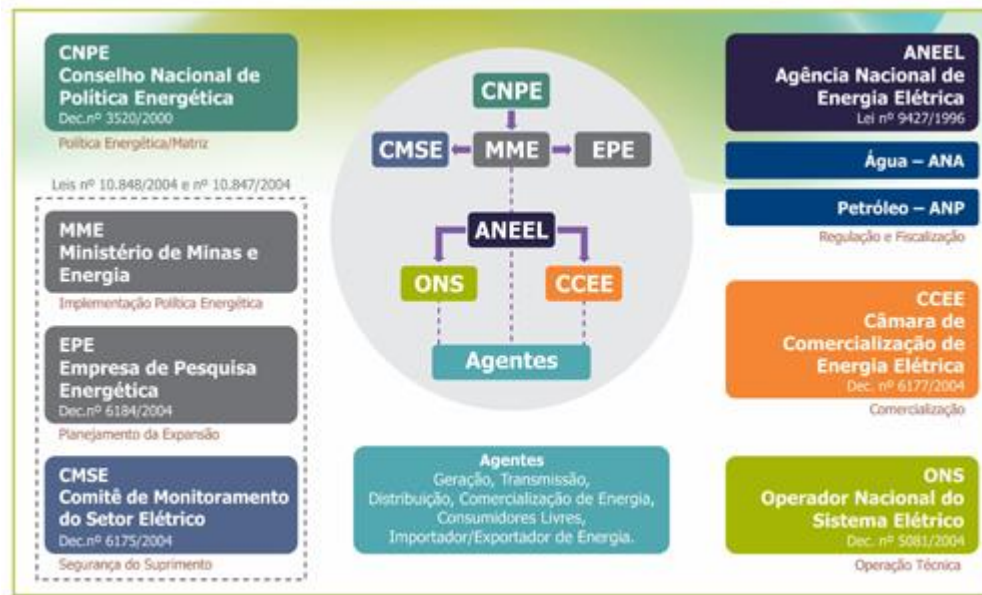 CNPE
Conselho Nacional de
Política Energética
Dec.nº 3520/2000
Política Energética/Matriz
Leis nº 10.848/2004 e nº 10.847/2004
MME
Ministério de Minas e
Energia
Implementação Política Energética
EPE
Empresa de Pesquisa
Energética
Dec.nº 6184/2004
Planejamento da Expansão
CMSE
Comitê de Monitoramento
do Setor Elétrico
Dec.nº 6175/2004
Segurança do Suprimento
CNPE
CMSE
MME
EPE
ANEEL
ONS
CCEE
Agentes
Agentes
Geração, Transmissão,
Distribuição, Comercialização de Energia,
Consumidores Livres,
Importador/Exportador de Energia.
ANEEL
Agência Nacional de
Energia Elétrica
Lei nº 9427/1996
Água – ANA
Petróleo – ANP
Regulação e Fiscalização
CCEE
Câmara de
Comercialização de
Energia Elétrica
Dec. nº 6177/2004
Comercialização
ONS
Operador Nacional do
Sistema Elétrico
Dec. nº 5081/2004
Operação Técnica